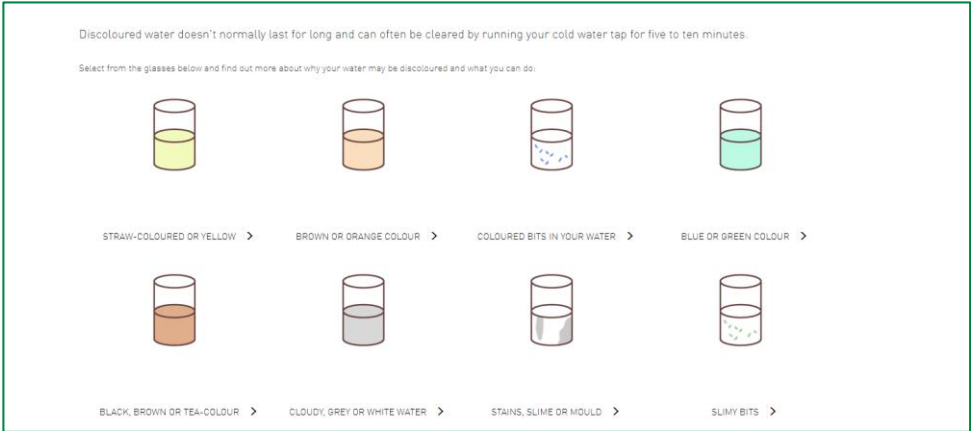 Discoloured water doesn't normally last for long and can often be cleared by running your cold water tap for five to ten minutes.
Select from the glasses below and find out more about why your water may be discoloured and what you can do:
STRAW-COLOURED OR YELLOW >
BROWN OR ORANGE COLOUR >
COLOURED BITS IN YOUR WATER >
BLUE OR GREEN COLOUR >
BLACK, BROWN OR TEA-COLOUR >
CLOUDY, GREY OR WHITE WATER >
STAINS, SLIME OR MOULD >
SLIMY BITS >